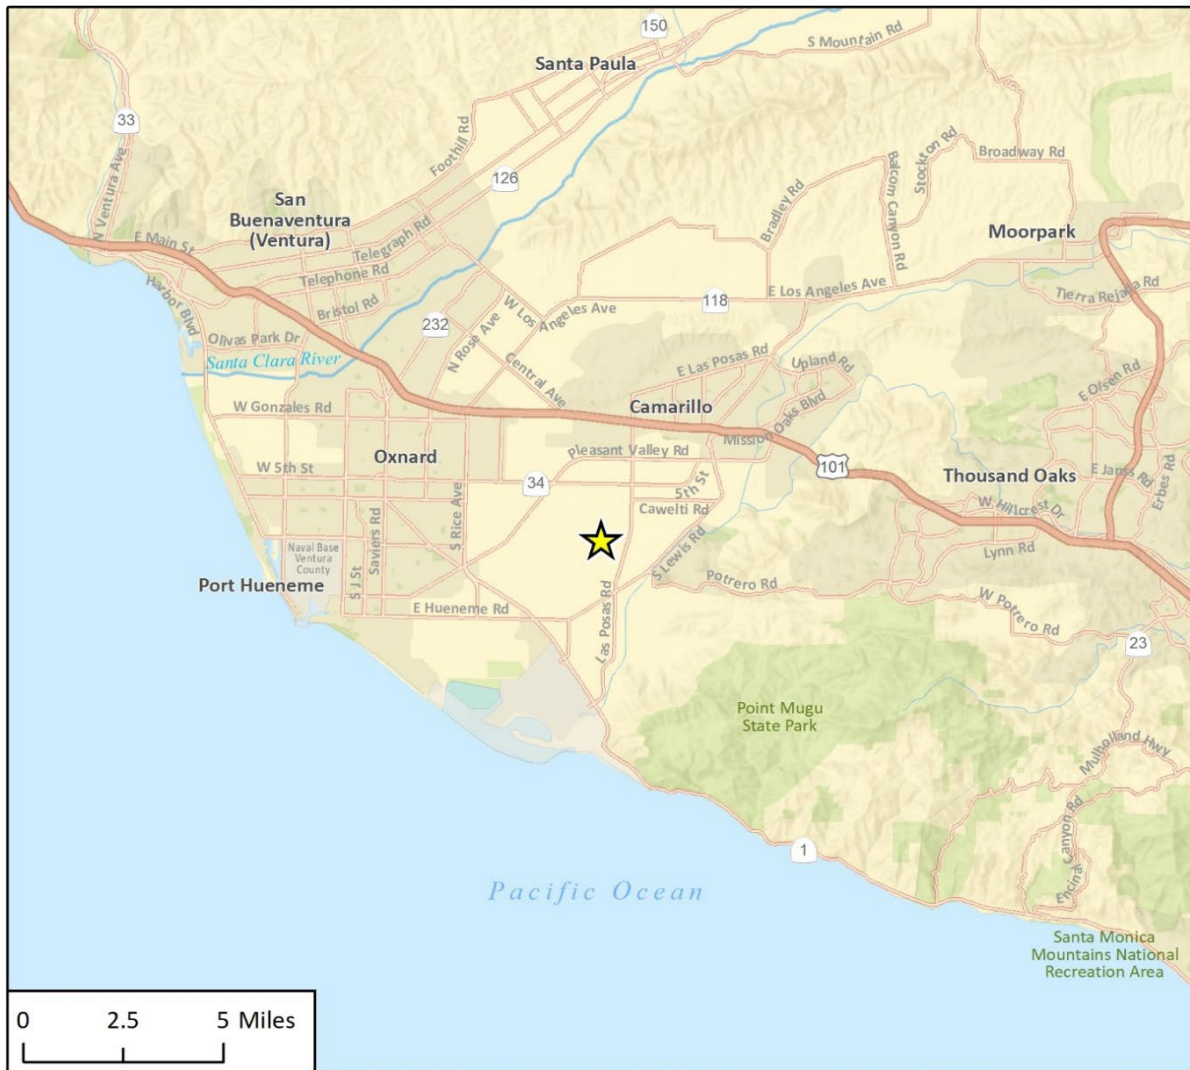 150
S Mountain Rd
Santa Paula
33
Foothill Rd
Stockton Rd
Broadway Rd
N Ventura Ave
126
Balcom Canyon Rd
San
Buenaventura
(Ventura)
Bradley Rd
Moorpark
E Main St
Telegraph Rd
Telephone Rd
E Los Angeles Ave
Tierra Rejada Rd
Harbor Blvd
Bristol Rd
W Los Angeles Ave
118
232
N Rose Ave
Olivas Park Dr
Santa Clara River
Central Ave
E Las Posas Rd
Upland Rd
E Olsen Rd
W Gonzales Rd
Camarillo
Mission Oaks Blvd
Oxnard
Pleasant Valley Rd
W 5th St
101
34
5th St
Thousand Oaks
E Janss Rd
Erbes Rd
Cawelti Rd
W Hillcrest Dr
S Rice Ave
Saviers Rd
S Lewis Rd
Lynn Rd
Naval Base
Ventura
County
Port Hueneme
S J St
Potrero Rd
E Hueneme Rd
Las Posas Rd
W Potrero Rd
23
Point Mugu
State Park
Mulholland Hwy
1
Encinal Canyon Rd
Pacific Ocean
Santa Monica
Mountains National
Recreation Area
0 2.5 5 Miles